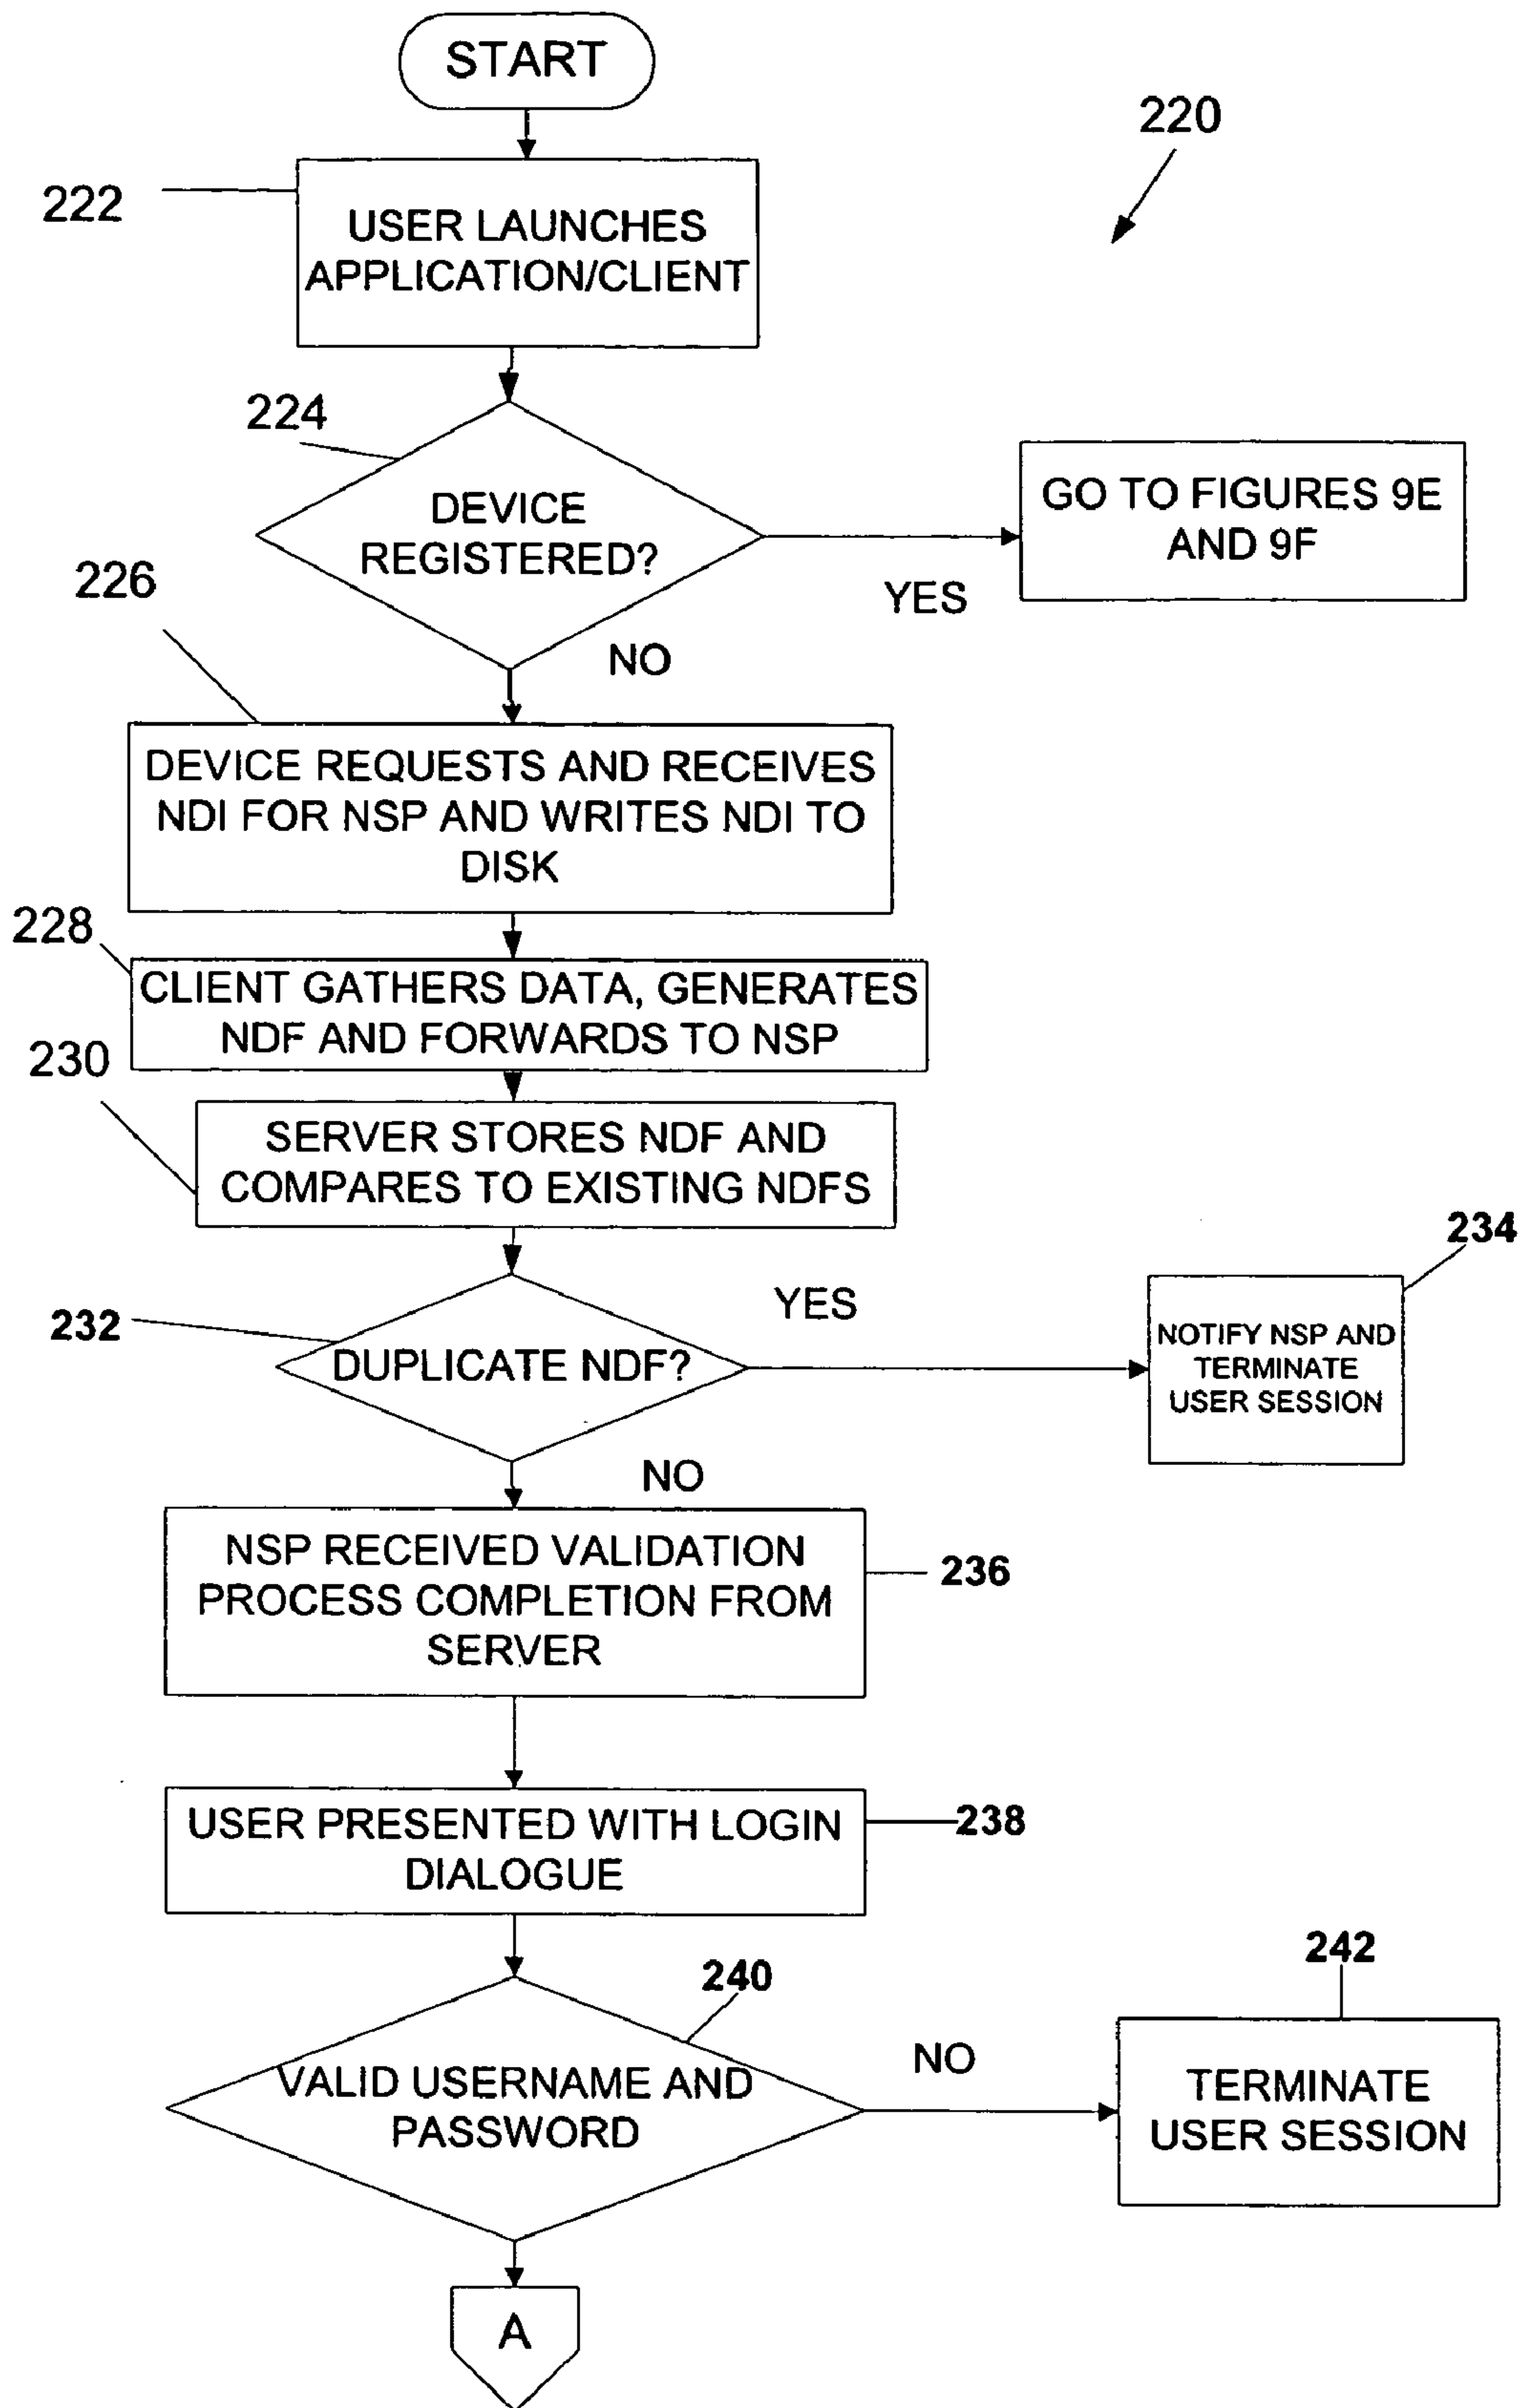 START
220
222
USER LAUNCHES
APPLICATION/CLIENT
224
DEVICE
REGISTERED?
GO TO FIGURES 9E
AND 9F
YES
226
NO
DEVICE REQUESTS AND RECEIVES
NDI FOR NSP AND WRITES NDI TO
DISK
228
CLIENT GATHERS DATA, GENERATES
NDF AND FORWARDS TO NSP
230
SERVER STORES NDF AND
COMPARES TO EXISTING NDFS
234
232
DUPLICATE NDF?
YES
NOTIFY NSP AND
TERMINATE
USER SESSION
NO
NSP RECEIVED VALIDATION
PROCESS COMPLETION FROM
SERVER
236
USER PRESENTED WITH LOGIN
DIALOGUE
238
240
242
VALID USERNAME AND
PASSWORD
NO
TERMINATE
USER SESSION
A